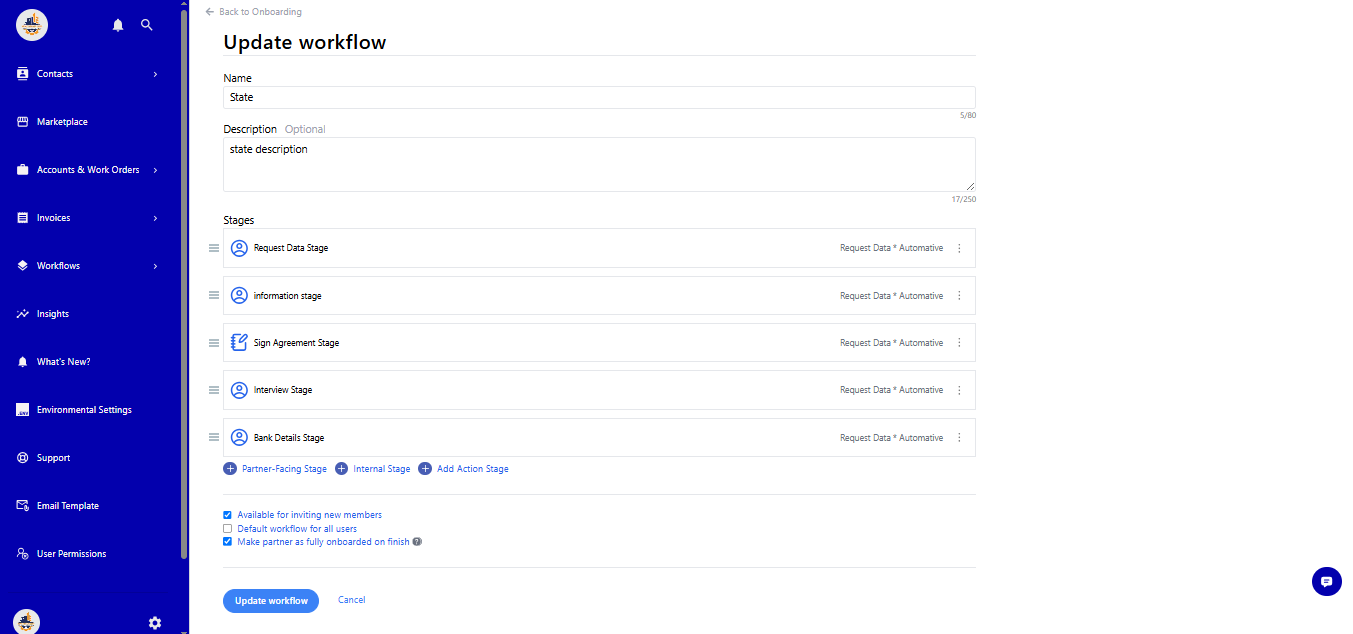 Back to Onboarding
Update workflow
Contacts
Marketplace
Accounts & Work Orders
Invoices
Workflows
Insights
What's New?
.ENV Environmental Settings
Support
Email Template
User Permissions
Name
State
5/80
Description Optional
state description
17/250
Stages
Request Data Stage Request Data * Automative
information stage Request Data * Automative
Sign Agreement Stage Request Data * Automative
Interview Stage Request Data * Automative
Bank Details Stage Request Data * Automative
Partner-Facing Stage Internal Stage Add Action Stage
Available for inviting new members
Default workflow for all users
Make partner as fully onboarded on finish ?
Update workflow Cancel